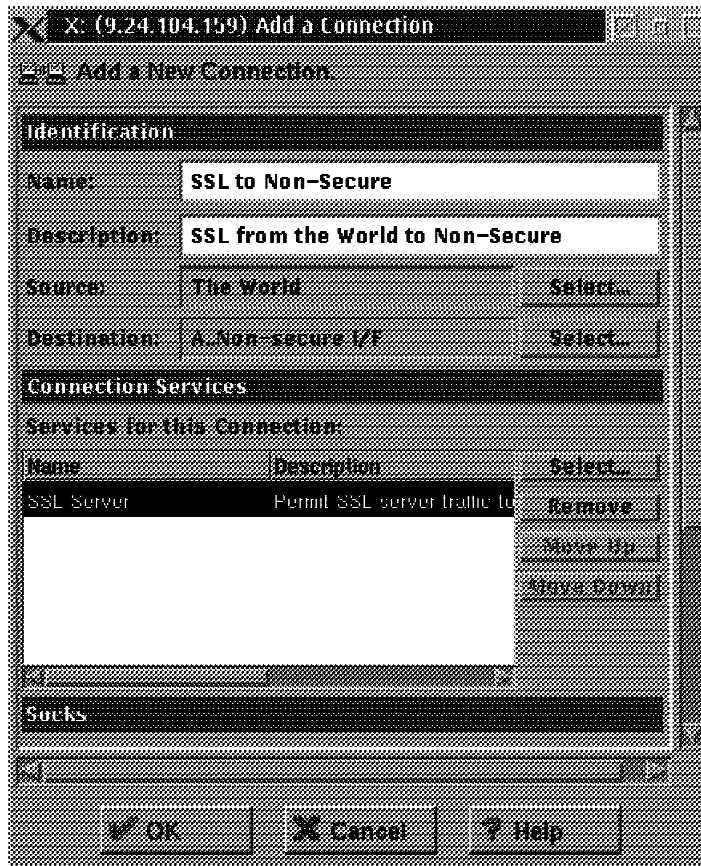 X: (9.24.104.159) Add a Connection
Add a New Connection.
Identification
Name: SSL to Non-Secure
Description: SSL from the World to Non-Secure
Source: The World Select...
Destination: A..Non-secure I/F Select...
Connection Services
Services for this Connection:
Name Description Select...
SSL Server Permit SSL server traffic to Remove
Move Up
Move Down
Socks
OK Cancel Help